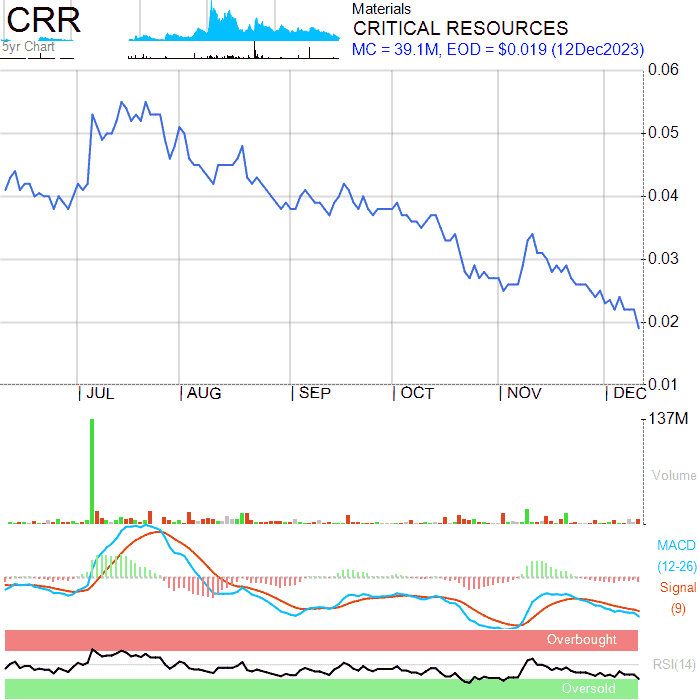 CRR
5yr Chart
Materials
CRITICAL RESOURCES
MC = 39.1M, EOD = $0.019 (12Dec2023)
0.06
0.05
0.04
0.03
0.02
0.01
| JUL | AUG | SEP | OCT | NOV | DEC
137M
Volume
MACD
(12-26)
Signal
(9)
Overbought
RSI(14)
Oversold